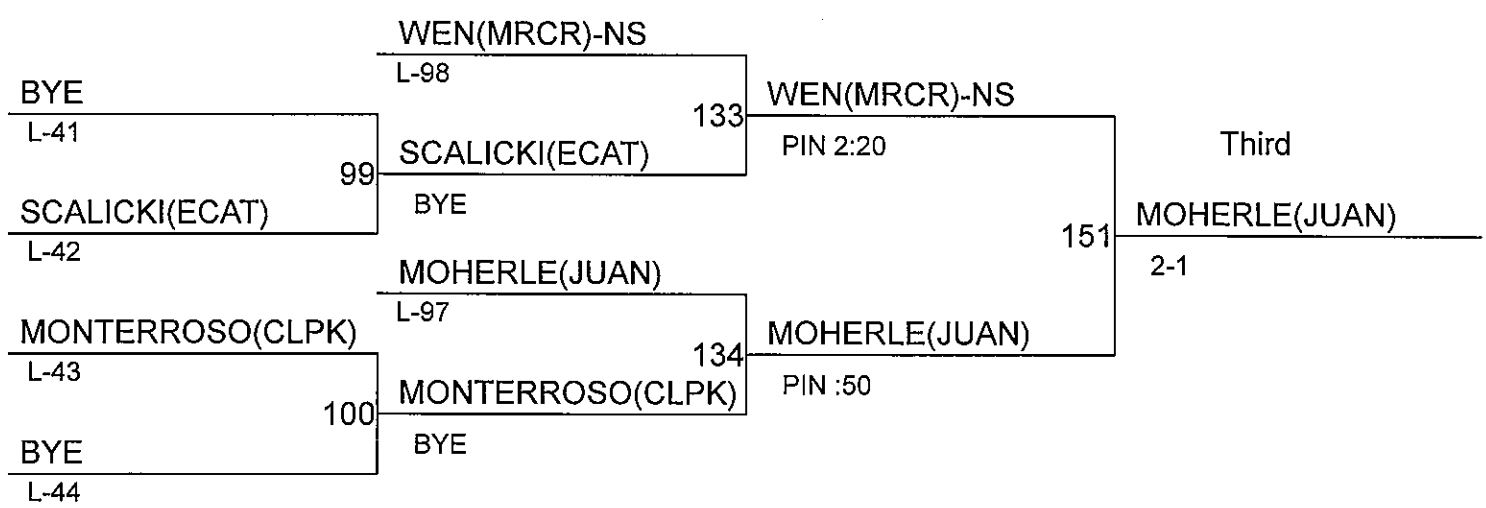 WEN(MRCR)-NS
L-98
BYE
L-41
133
WEN(MRCR)-NS
PIN 2:20
99
SCALICKI(ECAT)
BYE
SCALICKI(ECAT)
L-42
Third
151
MOHERLE(JUAN)
2-1
MOHERLE(JUAN)
L-97
MONTERROSO(CLPK)
L-43
134
MOHERLE(JUAN)
PIN :50
100
MONTERROSO(CLPK)
BYE
BYE
L-44